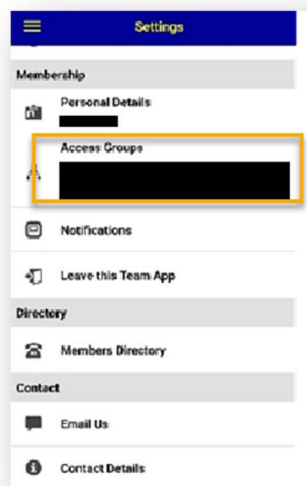 Settings
Membership
Personal Details
Access Groups
Notifications
Leave this Team App
Directory
Members Directory
Contact
Email Us
Contact Details